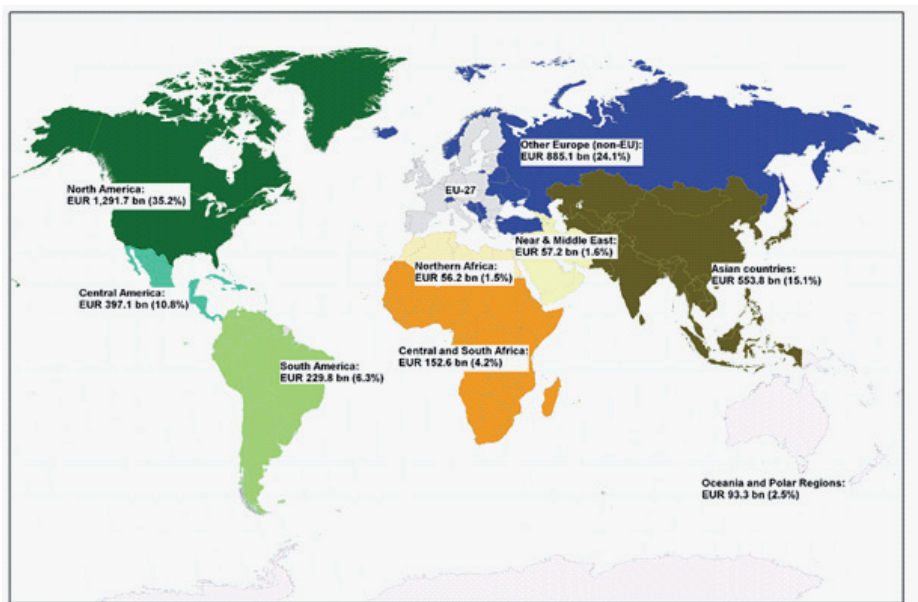 Other Europe (non-EU):
EUR 885.1 bn (24.1%)
EU-27
North America:
EUR 1,291.7 bn (35.2%)
Near & Middle East:
EUR 57.2 bn (1.6%)
Northern Africa:
EUR 56.2 bn (1.5%)
Asian countries:
EUR 553.8 bn (15.1%)
Central America:
EUR 397.1 bn (10.8%)
Central and South Africa:
EUR 152.6 bn (4.2%)
South America:
EUR 229.8 bn (6.3%)
Oceania and Polar Regions:
EUR 93.3 bn (2.5%)